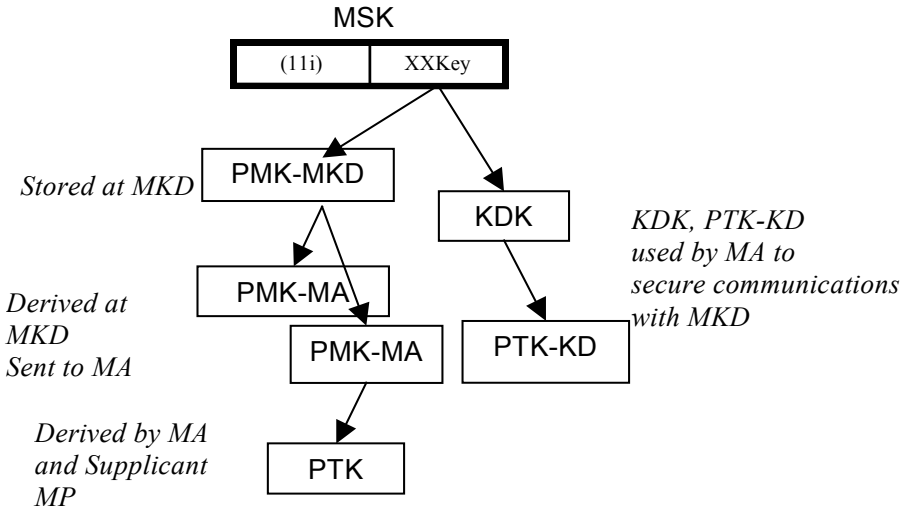 MSK
(11i) XXKey
PMK-MKD
Stored at MKD
KDK
KDK, PTK-KD
used by MA to
secure communications
with MKD
PMK-MA
Derived at
MKD
Sent to MA
PMK-MA
PTK-KD
Derived by MA
and Supplicant
MP
PTK